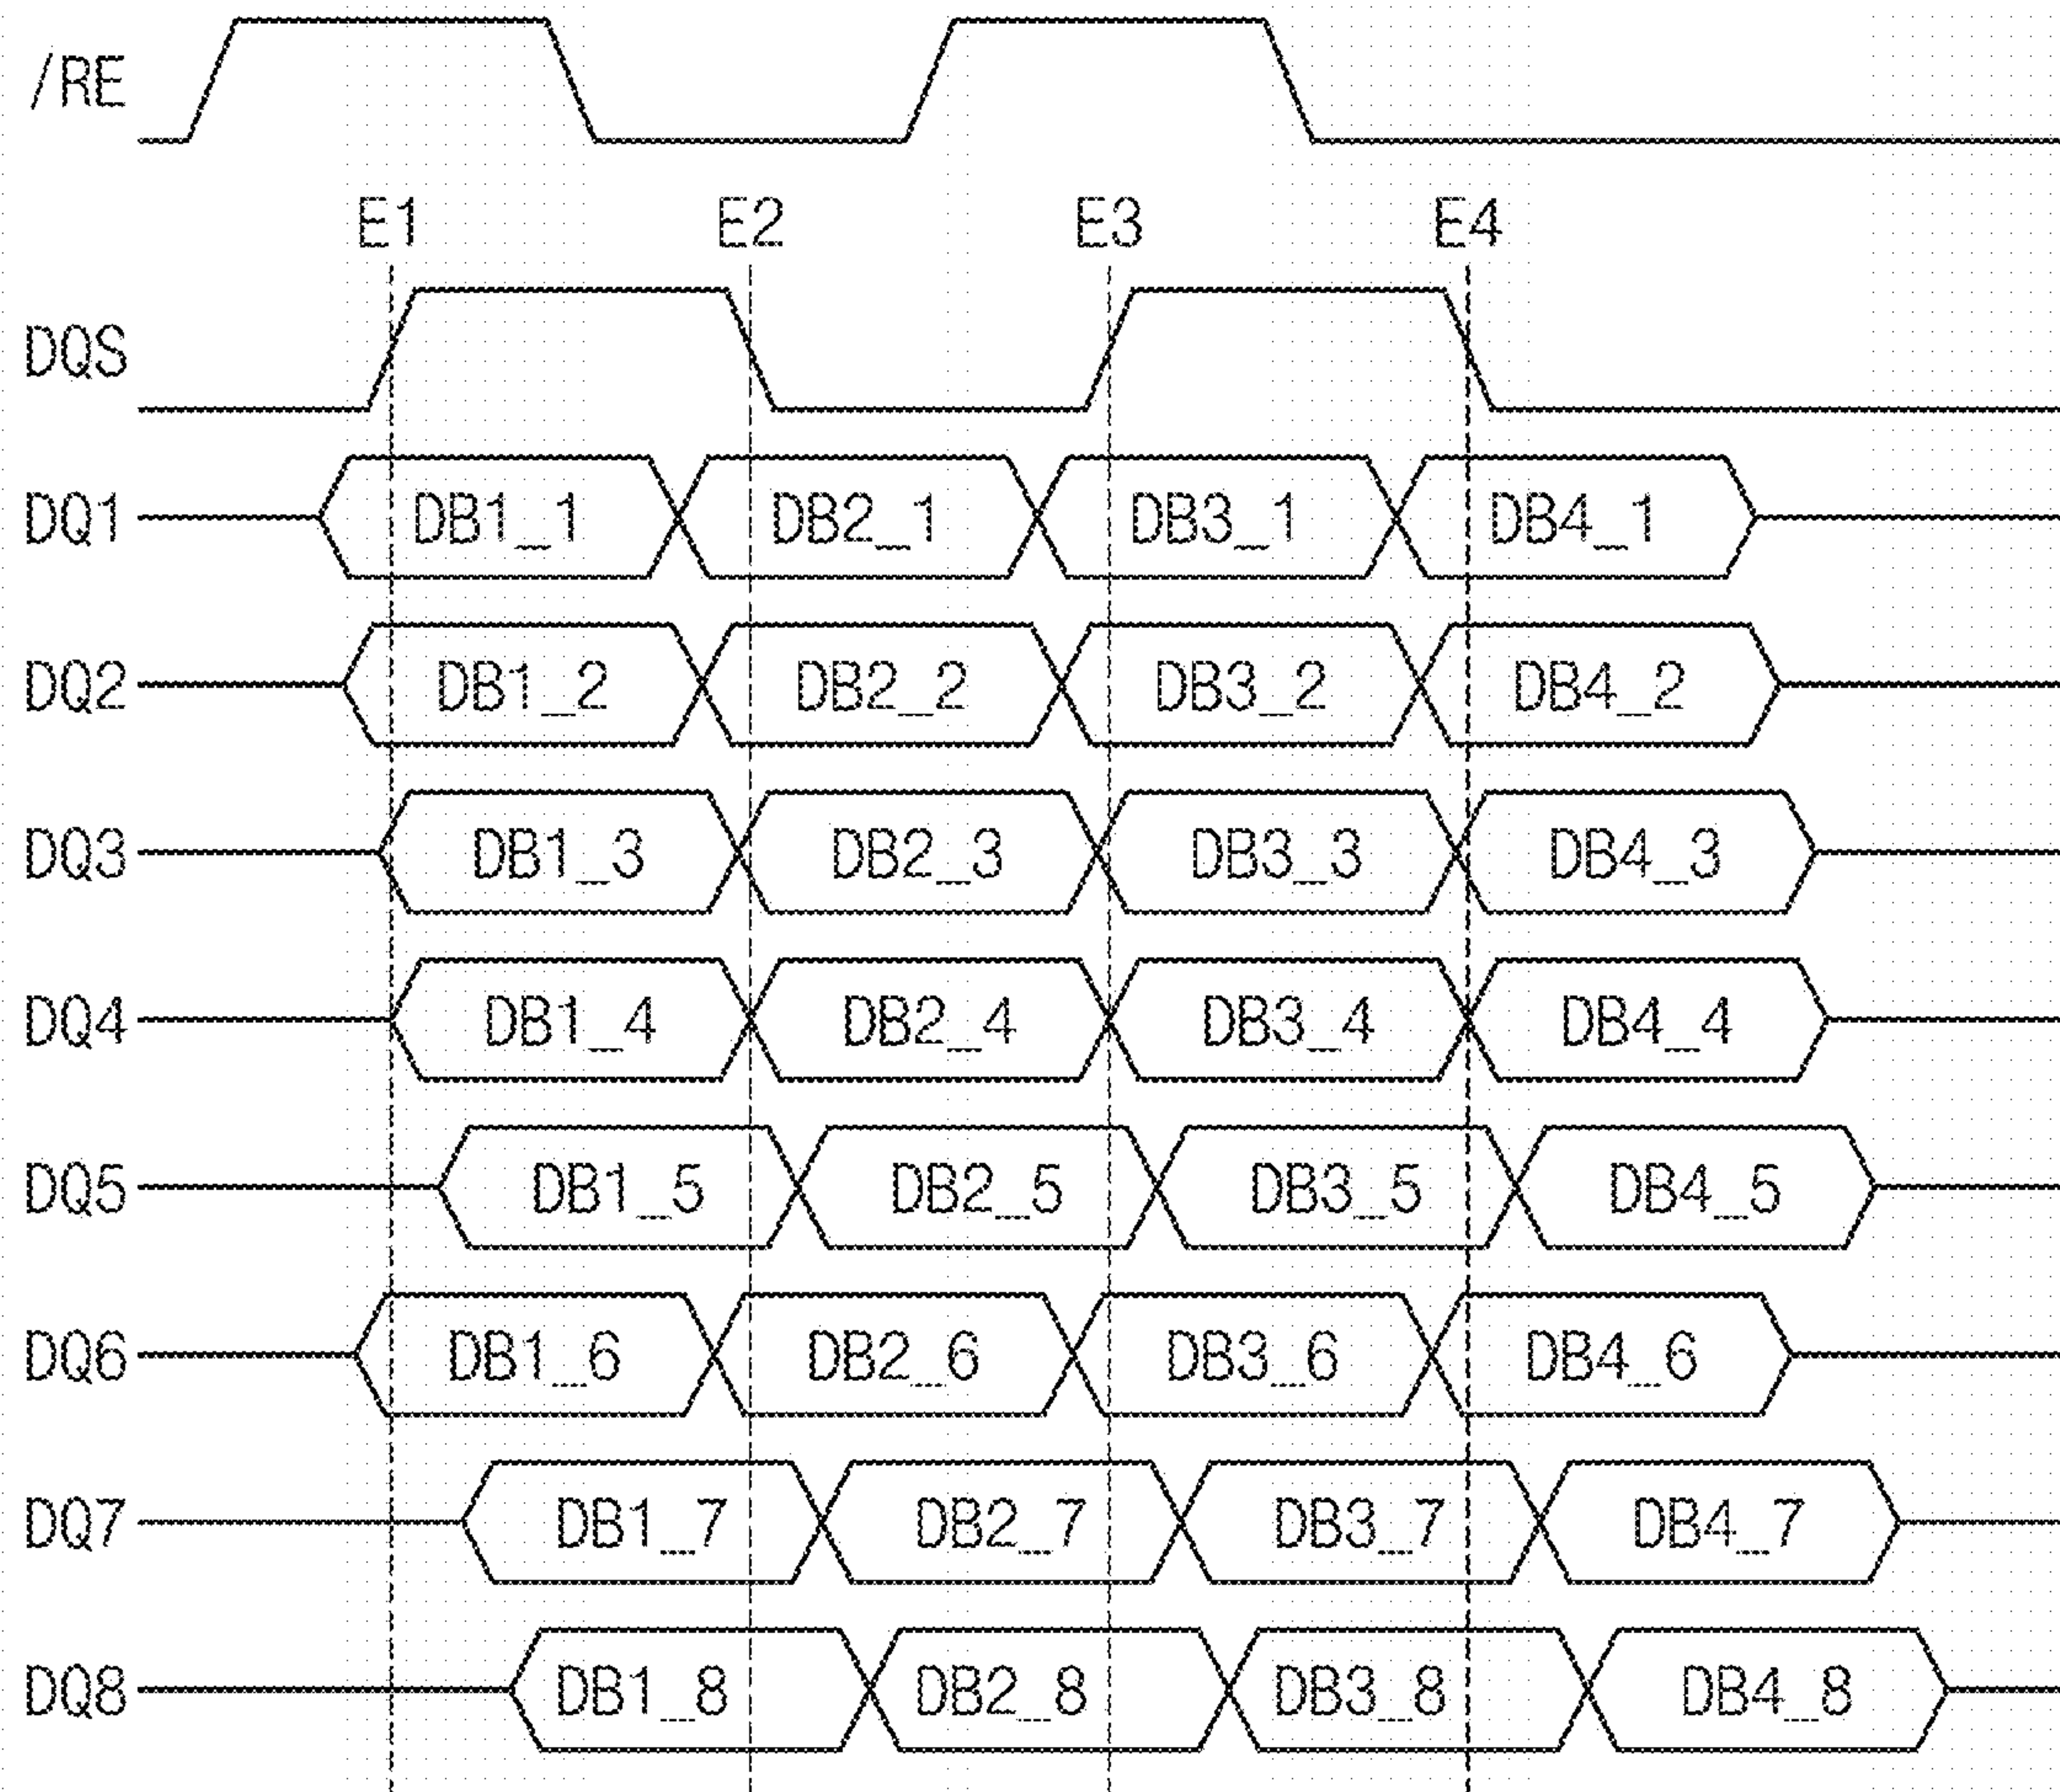 /RE
E1 E2 E3 E4
DQS
DQ1 DB1_1 DB2_1 DB3_1 DB4_1
DQ2 DB1_2 DB2_2 DB3_2 DB4_2
DQ3 DB1_3 DB2_3 DB3_3 DB4_3
DQ4 DB1_4 DB2_4 DB3_4 DB4_4
DQ5 DB1_5 DB2_5 DB3_5 DB4_5
DQ6 DB1_6 DB2_6 DB3_6 DB4_6
DQ7 DB1_7 DB2_7 DB3_7 DB4_7
DQ8 DB1_8 DB2_8 DB3_8 DB4_8